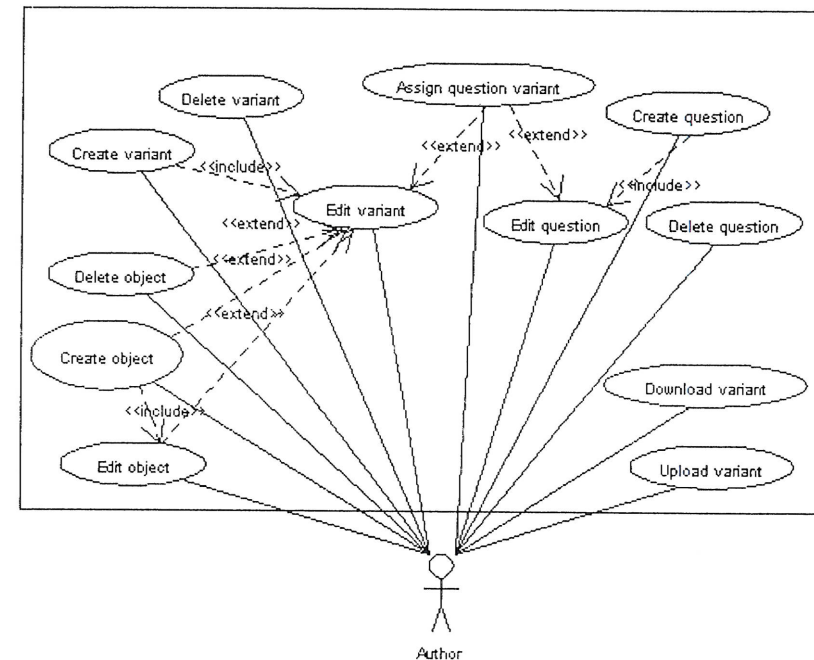 Assign question variant
Delete variant
Create question
<<extend>>
<<extend>>
Create variant
<<include>>
<<include>>
Edit variant
Edit question
Delete question
<<extend>>
<<extend>>
Delete object
<<extend>>
Create object
Download variant
<<include>>
Edit object
Upload variant
Author